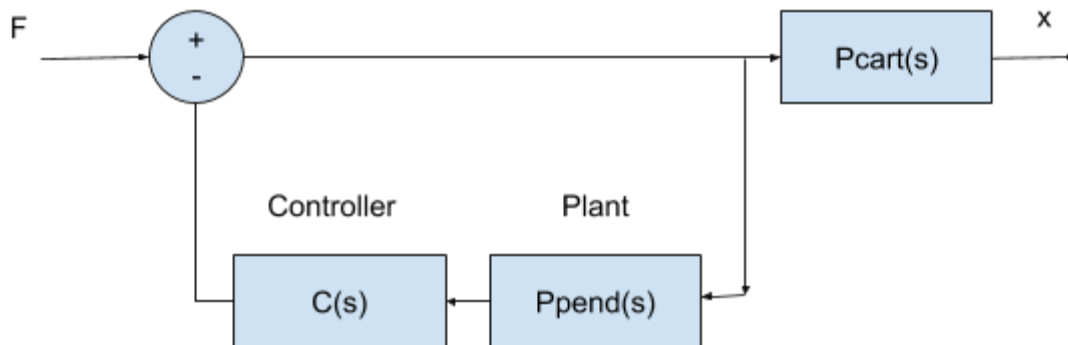 F
+
-
Pcart(s)
x
Controller
Plant
C(s)
Ppend(s)